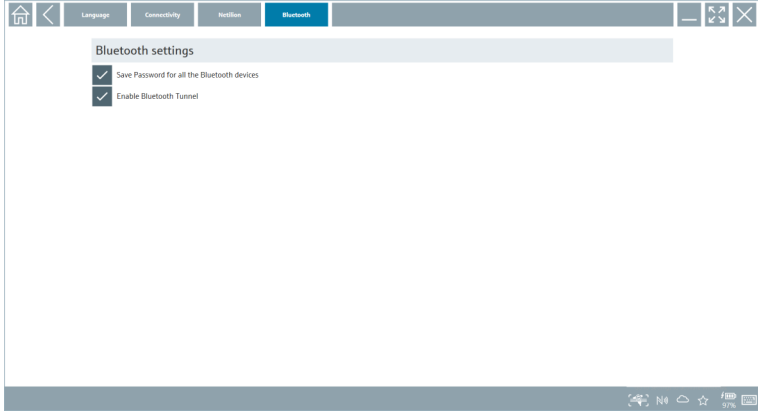 Language Connectivity Netilion Bluetooth
Bluetooth settings
Save Password for all the Bluetooth devices
Enable Bluetooth Tunnel
97%